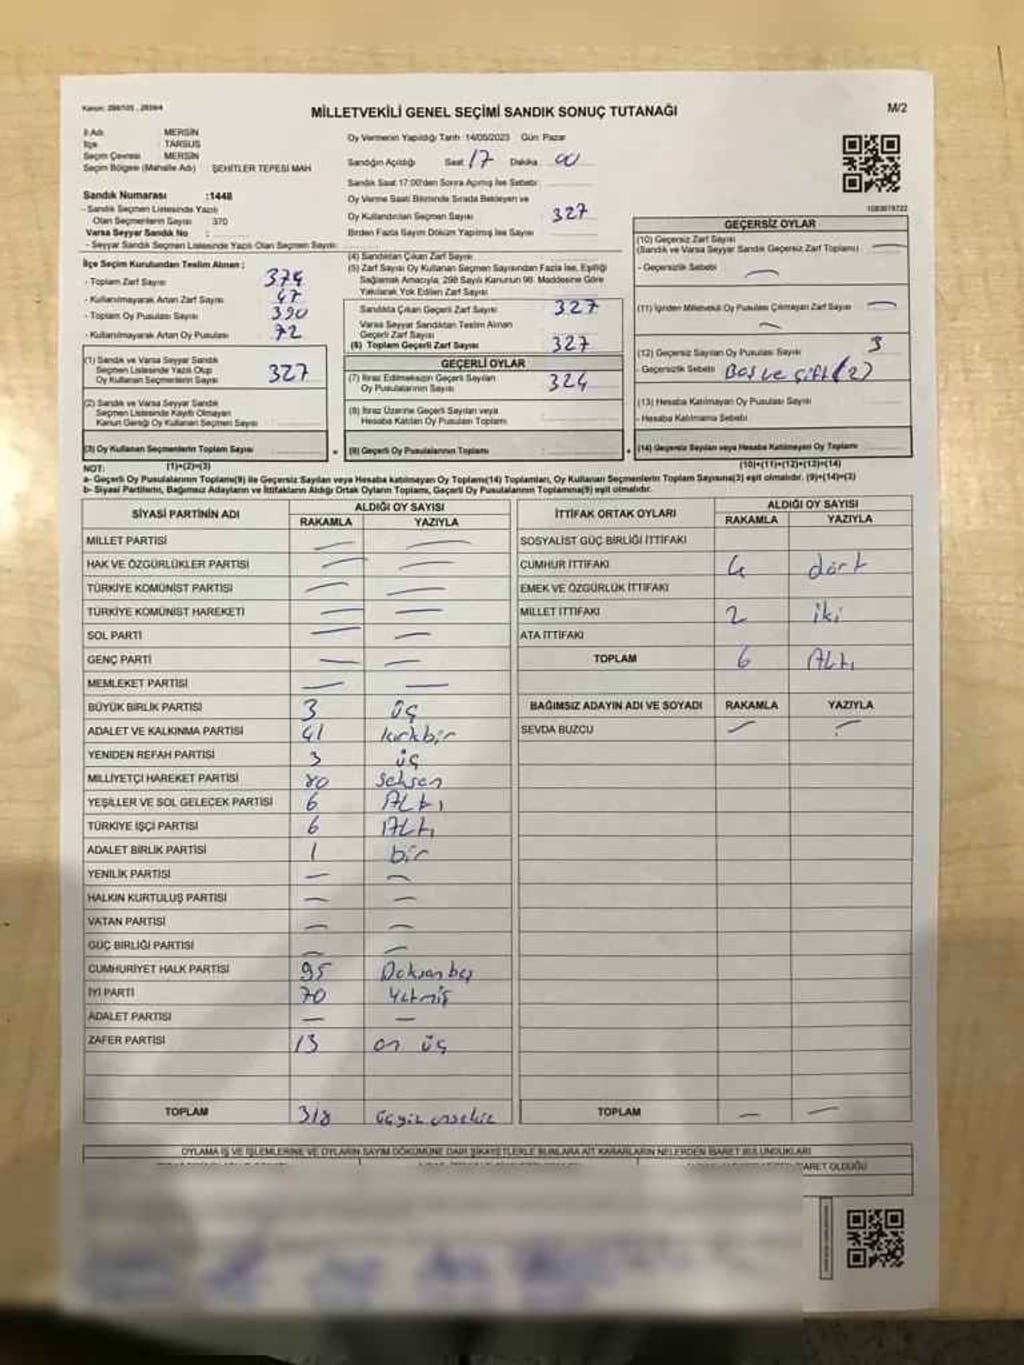 Kanun: 298/105 , 2839/4
MİLLETVEKİLİ GENEL SEÇİMİ SANDIK SONUÇ TUTANAĞI
M/2
İl Adı : MERSİN
İlçe : TARSUS
Seçim Çevresi : MERSİN
Seçim Bölgesi (Mahalle Adı) : ŞEHİTLER TEPESİ MAH
Sandık Numarası :1448
- Sandık Seçmen Listesinde Yazılı
Olan Seçmenlerin Sayısı : 370
Varsa Seyyar Sandık No :
- Seyyar Sandık Seçmen Listesinde Yazılı Olan Seçmen Sayısı:
İlçe Seçim Kurulundan Teslim Alınan :
- Toplam Zarf Sayısı : 374
- Kullanılmayarak Artan Zarf Sayısı : 47
- Toplam Oy Pusulası Sayısı : 390
- Kullanılmayarak Artan Oy Pusulası : 72
(1) Sandık ve Varsa Seyyar Sandık
Seçmen Listesinde Yazılı Olup
Oy Kullanan Seçmenlerin Sayısı : 327
(2) Sandık ve Varsa Seyyar Sandık
Seçmen Listesinde Kayıtlı Olmayan
Kanun Gereği Oy Kullanan Seçmen Sayısı :
(3) Oy Kullanan Seçmenlerin Toplam Sayısı :
(1)+(2)=(3)
Oy Vermenin Yapıldığı Tarih :14/05/2023 Gün: Pazar
Sandığın Açıldığı Saat : 17 Dakika : 00
Sandık Saat 17:00'den Sonra Açılmış İse Sebebi:
Oy Verme Saati Bitiminde Sırada Bekleyen ve
Oy Kullandırılan Seçmen Sayısı : 327
Birden Fazla Sayım Döküm Yapılmış İse Sayısı :
(4) Sandıktan Çıkan Zarf Sayısı
(5) Zarf Sayısı Oy Kullanan Seçmen Sayısından Fazla İse, Eşitliği
Sağlamak Amacıyla, 298 Sayılı Kanunun 98. Maddesine Göre
Yakılarak Yok Edilen Zarf Sayısı
Sandıkta Çıkan Geçerli Zarf Sayısı : 327
Varsa Seyyar Sandıktan Teslim Alınan
Geçerli Zarf Sayısı :
(6) Toplam Geçerli Zarf Sayısı : 327
GEÇERLİ OYLAR
(7) İtiraz Edilmeksizin Geçerli Sayılan
Oy Pusulalarının Sayısı : 324
(8) İtiraz Üzerine Geçerli Sayılan veya
Hesaba Katılan Oy Pusuları Toplamı :
(9) Geçerli Oy Pusulalarının Toplamı :
1083079722
GEÇERSİZ OYLAR
(10) Geçersiz Zarf Sayısı
(Sandık ve Varsa Seyyar Sandık Geçersiz Zarf Toplamı) : —
- Geçersizlik Sebebi : —
(11) İçinden Milletvekili Oy Pusulası Çıkmayan Zarf Sayısı : —
—
(12) Geçersiz Sayılan Oy Pusulası Sayısı : 3
- Geçersizlik Sebebi : Boş ve çift (2)
(13) Hesaba Katılmayan Oy Pusulası Sayısı :
- Hesaba Katılmama Sebebi :
(14) Geçersiz Sayılan veya Hesaba Katılmayan Oy Toplamı :
(10)+(11)+(12)+(13)=(14)
NOT:
a- Geçerli Oy Pusulalarının Toplamı(9) ile Geçersiz Sayılan veya Hesaba katılmayan Oy Toplamı(14) Toplamları, Oy Kullanan Seçmenlerin Toplam Sayısına(3) eşit olmalıdır. (9)+(14)=(3)
b- Siyasi Partilerin, Bağımsız Adayların ve İttifakların Aldığı Ortak Oyların Toplamı, Geçerli Oy Pusulalarının Toplamına(9) eşit olmalıdır.
SİYASİ PARTİNİN ADI ALDIĞI OY SAYISI
RAKAMLA YAZIYLA
MİLLET PARTİSİ — —
HAK VE ÖZGÜRLÜKLER PARTİSİ — —
TÜRKİYE KOMÜNİST PARTİSİ — —
TÜRKİYE KOMÜNİST HAREKETİ — —
SOL PARTİ — —
GENÇ PARTİ — —
MEMLEKET PARTİSİ — —
BÜYÜK BİRLİK PARTİSİ 3 üç
ADALET VE KALKINMA PARTİSİ 41 kırkbir
YENİDEN REFAH PARTİSİ 3 üç
MİLLİYETÇİ HAREKET PARTİSİ 80 Seksen
YEŞİLLER VE SOL GELECEK PARTİSİ 6 ALtı
TÜRKİYE İŞÇİ PARTİSİ 6 ALtı
ADALET BİRLİK PARTİSİ 1 bir
YENİLİK PARTİSİ — —
HALKIN KURTULUŞ PARTİSİ — —
VATAN PARTİSİ — —
GÜÇ BİRLİĞİ PARTİSİ — —
CUMHURİYET HALK PARTİSİ 95 Doksan beş
İYİ PARTİ 70 Yetmiş
ADALET PARTİSİ — —
ZAFER PARTİSİ 13 on üç
TOPLAM 318
İTTİFAK ORTAK OYLARI ALDIĞI OY SAYISI
RAKAMLA YAZIYLA
SOSYALİST GÜÇ BİRLİĞİ İTTİFAKI
CUMHUR İTTİFAKI 4 dört
EMEK VE ÖZGÜRLÜK İTTİFAKI
MİLLET İTTİFAKI 2 iki
ATA İTTİFAKI
TOPLAM 6 ALtı
BAĞIMSIZ ADAYIN ADI VE SOYADI RAKAMLA YAZIYLA
SEVDA BUZCU — —
TOPLAM — —
OYLAMA İŞ VE İŞLEMLERİNE VE OYLARIN SAYIM DÖKÜMÜNE DAİR ŞİKAYETLERLE BUNLARA AİT KARARLARIN NELERDEN İBARET BULUNDUKLARI